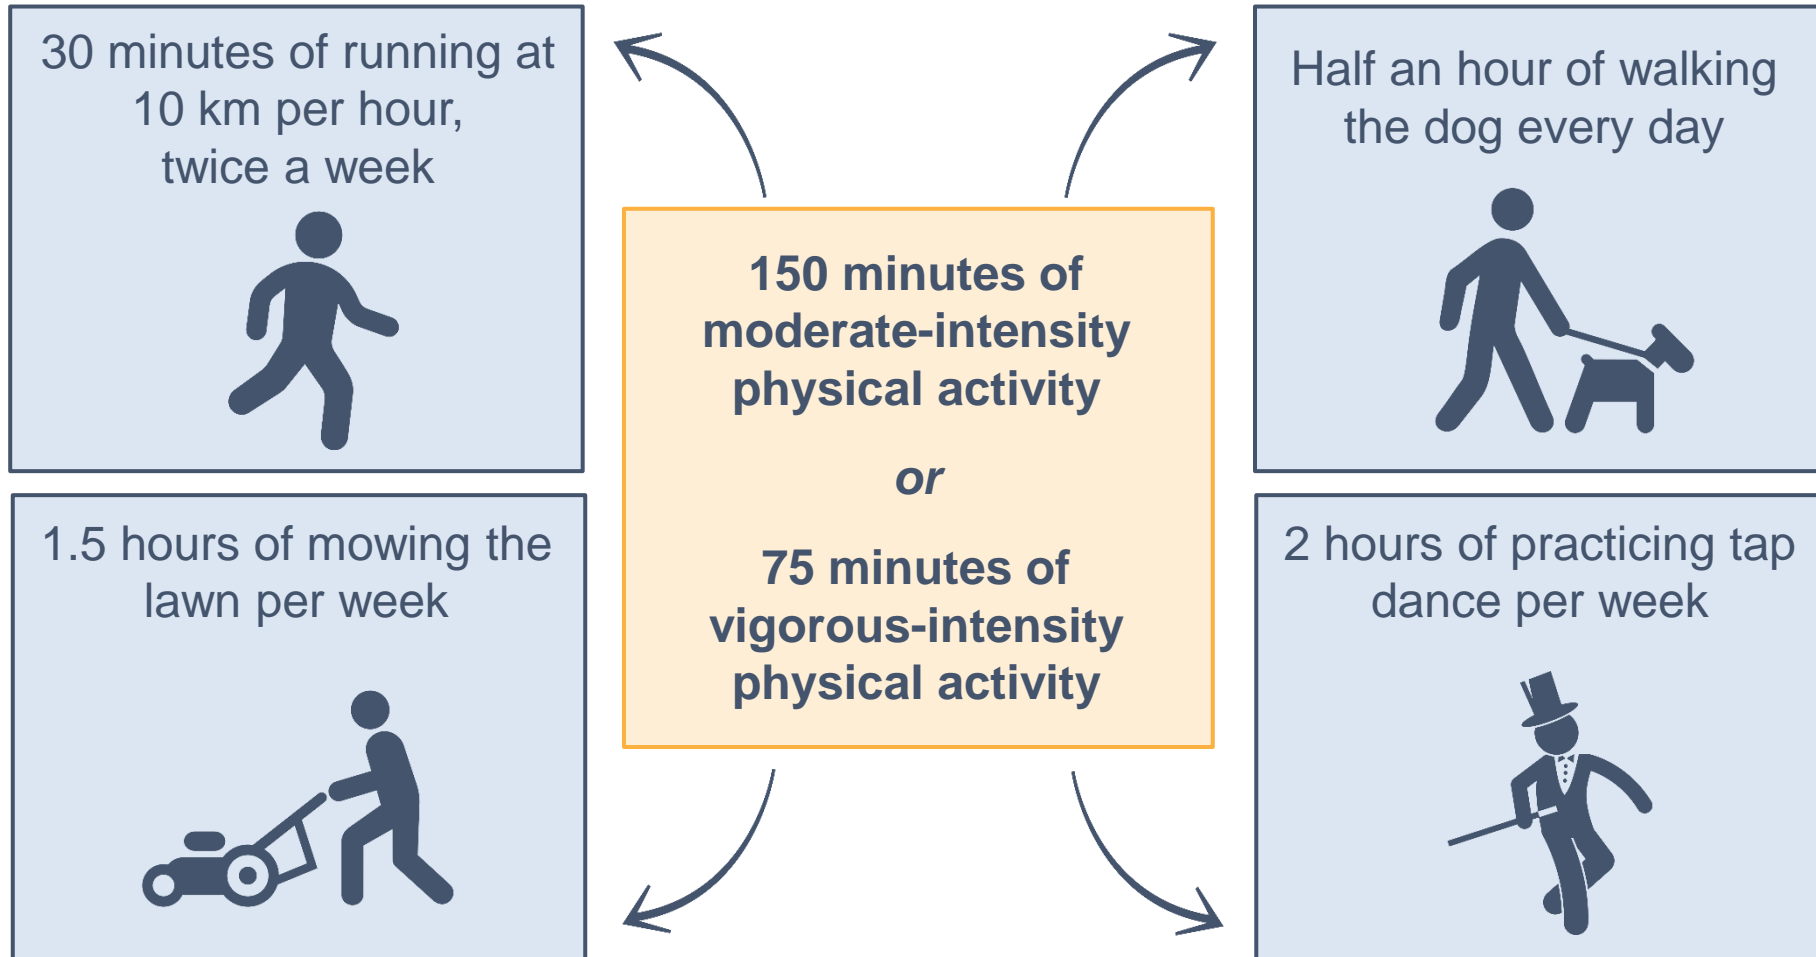 30 minutes of running at
10 km per hour,
twice a week
Half an hour of walking
the dog every day
150 minutes of
moderate-intensity
physical activity
or
75 minutes of
vigorous-intensity
physical activity
1.5 hours of mowing the
lawn per week
2 hours of practicing tap
dance per week